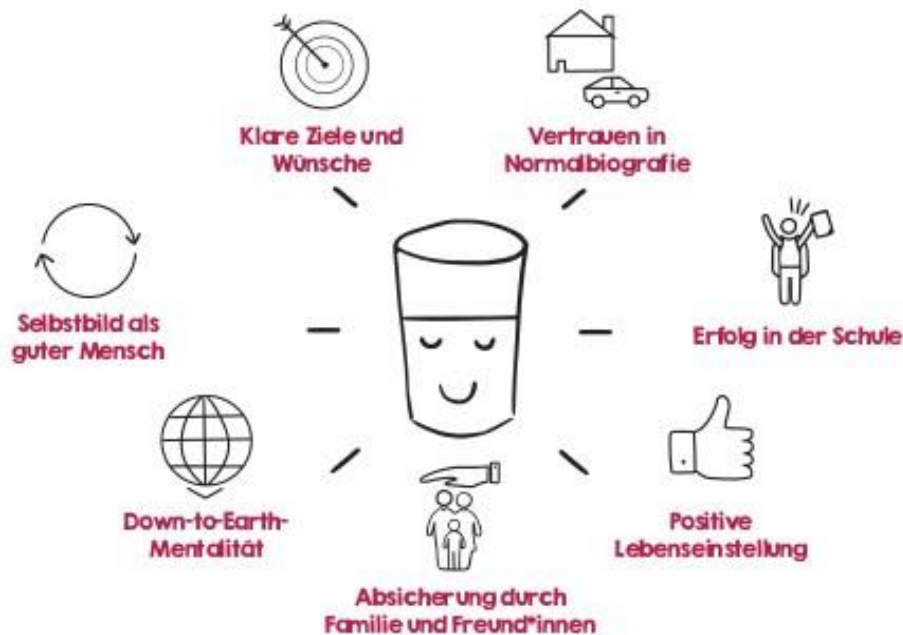 Klare Ziele und
Wünsche
Vertrauen in
Normalbiografie
Selbstbild als
guter Mensch
Erfolg in der Schule
Down-to-Earth-
Mentalität
Positive
Lebenseinstellung
Absicherung durch
Familie und Freund*innen